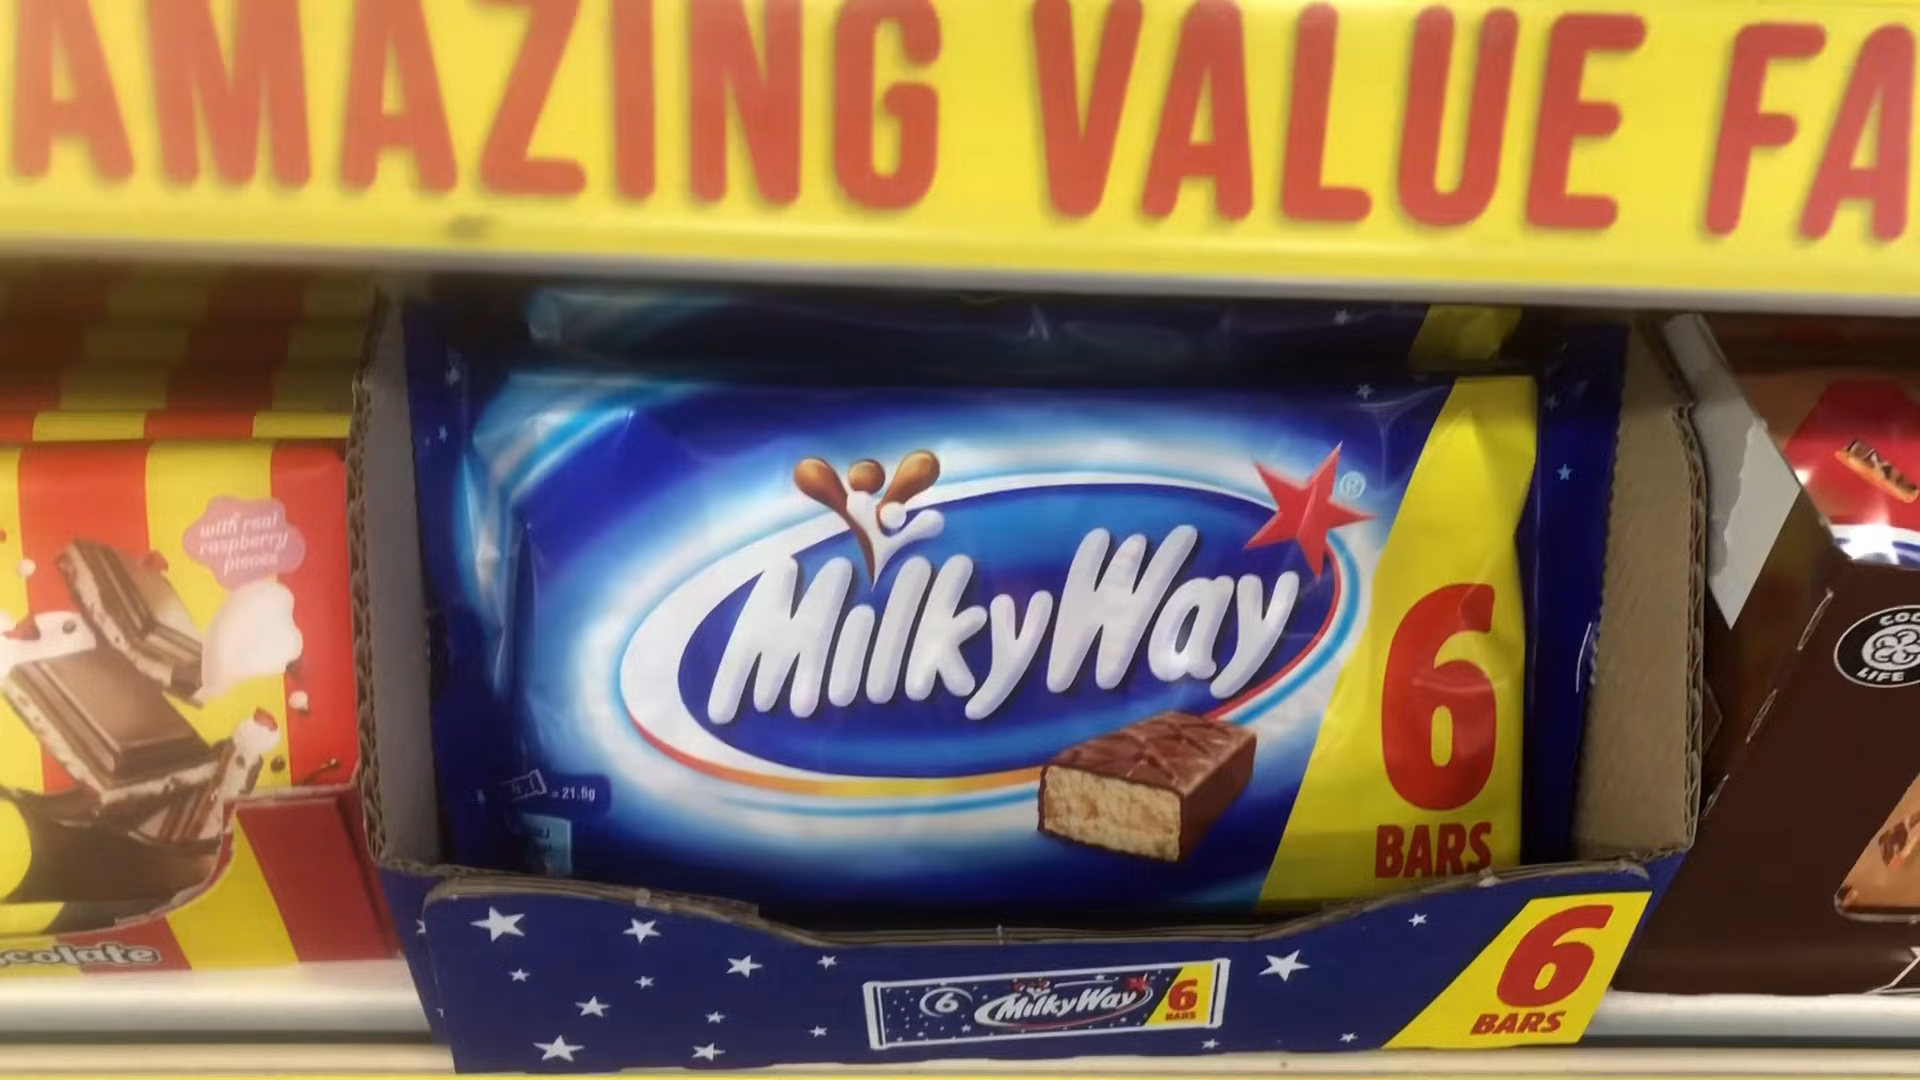 AMAZING VALUE FA
with real
raspberry
pieces
MilkyWay
®
6
BARS
= 21.5g
COC
LIFE
colate
6 MilkyWay 6
BARS
6
BARS